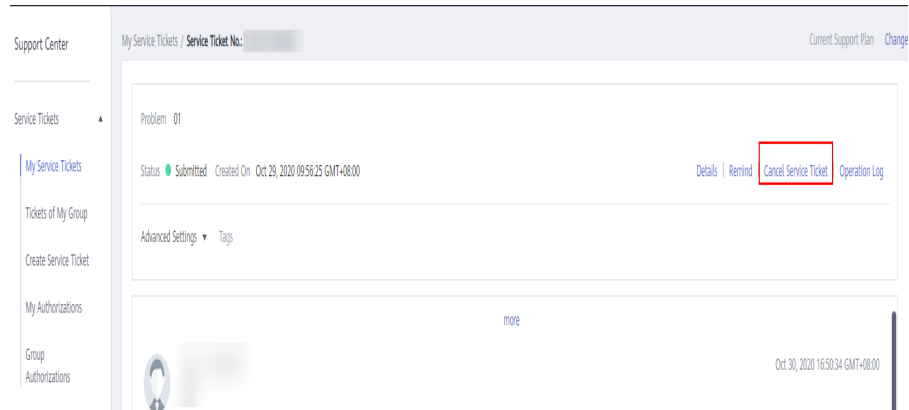 Support Center
My Service Tickets / Service Ticket No.:
Current Support Plan Change
Service Tickets
My Service Tickets
Tickets of My Group
Create Service Ticket
My Authorizations
Group
Authorizations
Problem 01
Status Submitted Created On Oct 29, 2020 09:56:25 GMT+08:00
Details | Remind | Cancel Service Ticket | Operation Log
Advanced Settings Tags
more
Oct 30, 2020 16:50:34 GMT+08:00